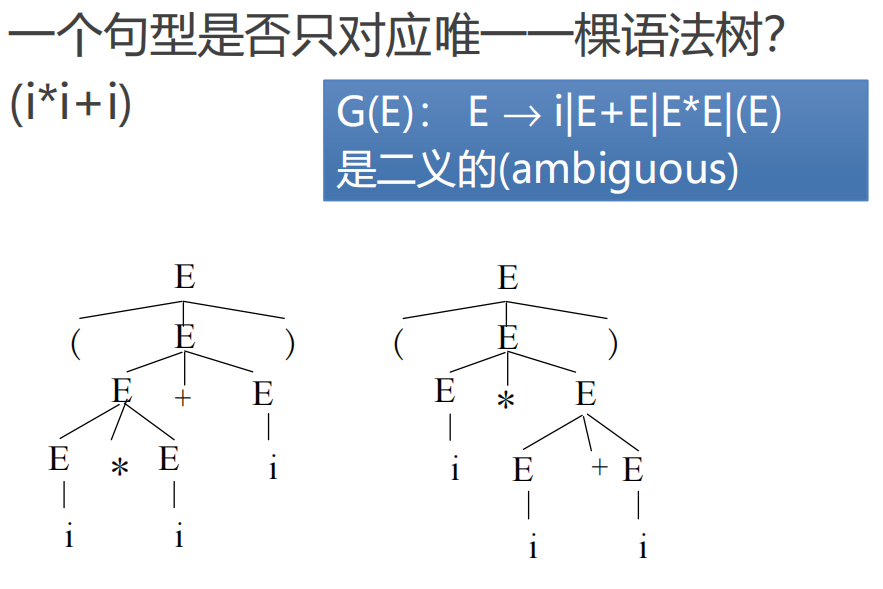 一个句型是否只对应唯一一棵语法树?
(i*i+i)
G(E)： E → i|E+E|E*E|(E)
是二义的(ambiguous)
E E
( E ) ( E )
E + E E * E
E * E i i E + E
i i i i